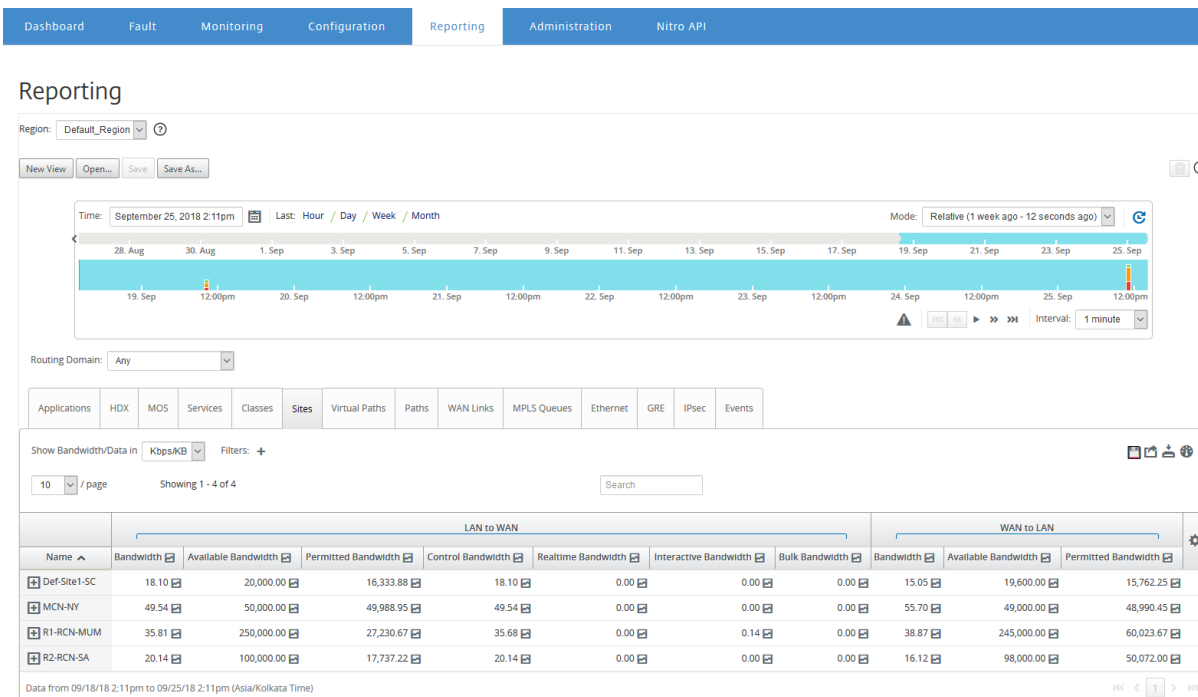 Dashboard Fault Monitoring Configuration Reporting Administration Nitro API
Reporting
Region: Default_Region ?
New View Open... Save Save As...
Time: September 25, 2018 2:11pm Last: Hour / Day / Week / Month Mode: Relative (1 week ago - 12 seconds ago)
28. Aug 30. Aug 1. Sep 3. Sep 5. Sep 7. Sep 9. Sep 11. Sep 13. Sep 15. Sep 17. Sep 19. Sep 21. Sep 23. Sep 25. Sep
19. Sep 12:00pm 20. Sep 12:00pm 21. Sep 12:00pm 22. Sep 12:00pm 23. Sep 12:00pm 24. Sep 12:00pm 25. Sep 12:00pm
Interval: 1 minute
Routing Domain: Any
Applications HDX MOS Services Classes Sites Virtual Paths Paths WAN Links MPLS Queues Ethernet GRE IPsec Events
Show Bandwidth/Data in Kbps/KB Filters: +
10 / page Showing 1 - 4 of 4 Search
LAN to WAN WAN to LAN
Name Bandwidth Available Bandwidth Permitted Bandwidth Control Bandwidth Realtime Bandwidth Interactive Bandwidth Bulk Bandwidth Bandwidth Available Bandwidth Permitted Bandwidth
Def-Site1-SC 18.10 20,000.00 16,333.88 18.10 0.00 0.00 0.00 15.05 19,600.00 15,762.25
MCN-NY 49.54 50,000.00 49,988.95 49.54 0.00 0.00 0.00 55.70 49,000.00 48,990.45
R1-RCN-MUM 35.81 250,000.00 27,230.67 35.68 0.00 0.14 0.00 38.87 245,000.00 60,023.67
R2-RCN-SA 20.14 100,000.00 17,737.22 20.14 0.00 0.00 0.00 16.12 98,000.00 50,072.00
Data from 09/18/18 2:11pm to 09/25/18 2:11pm (Asia/Kolkata Time) 1